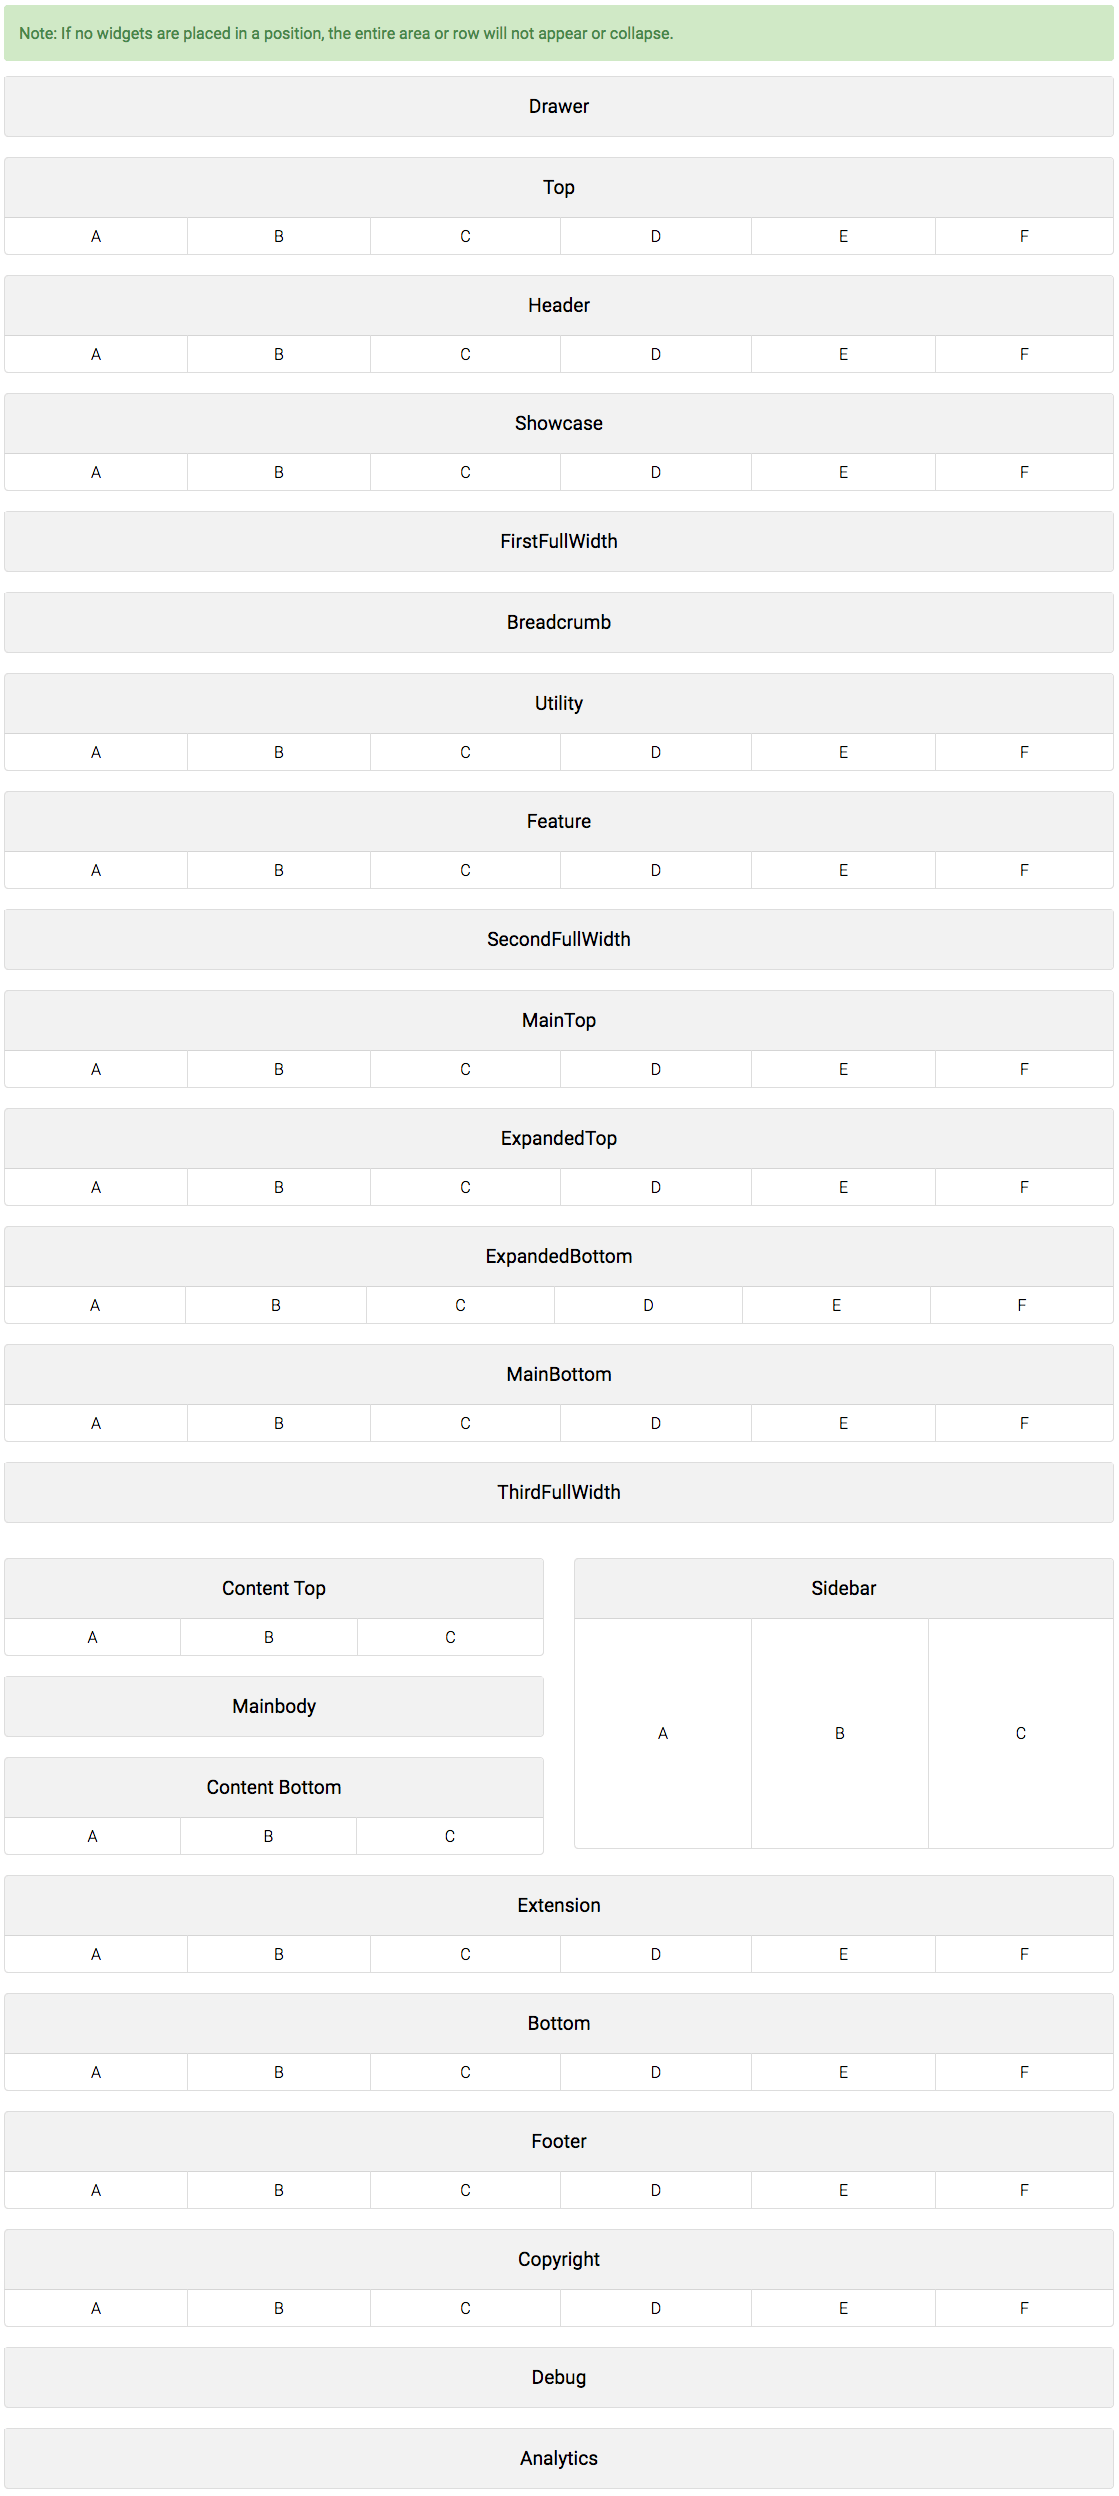 Note: If no widgets are placed in a position, the entire area or row will not appear or collapse.
Drawer
Top
A B C D E F
Header
A B C D E F
Showcase
A B C D E F
FirstFullWidth
Breadcrumb
Utility
A B C D E F
Feature
A B C D E F
SecondFullWidth
MainTop
A B C D E F
ExpandedTop
A B C D E F
ExpandedBottom
A B C D E F
MainBottom
A B C D E F
ThirdFullWidth
Content Top
A B C
Mainbody
Content Bottom
A B C
Sidebar
A B C
Extension
A B C D E F
Bottom
A B C D E F
Footer
A B C D E F
Copyright
A B C D E F
Debug
Analytics